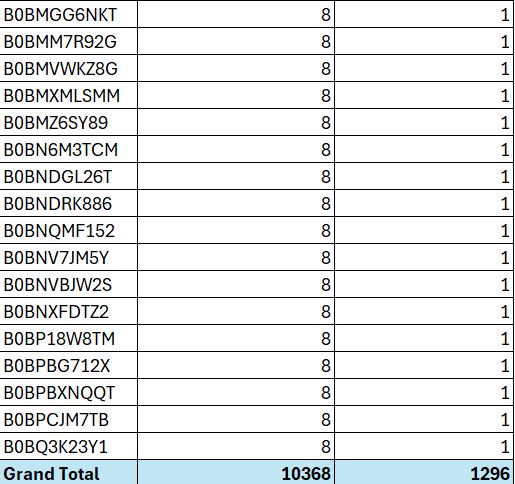 B0BMGG6NKT 8 1
B0BMM7R92G 8 1
B0BMVWKZ8G 8 1
B0BMXMLSMM 8 1
B0BMZ6SY89 8 1
B0BN6M3TCM 8 1
B0BNDGL26T 8 1
B0BNDRK886 8 1
B0BNQMF152 8 1
B0BNV7JM5Y 8 1
B0BNVBJW2S 8 1
B0BNXFDTZ2 8 1
B0BP18W8TM 8 1
B0BPBG712X 8 1
B0BPBXNQQT 8 1
B0BPCJM7TB 8 1
B0BQ3K23Y1 8 1
Grand Total 10368 1296